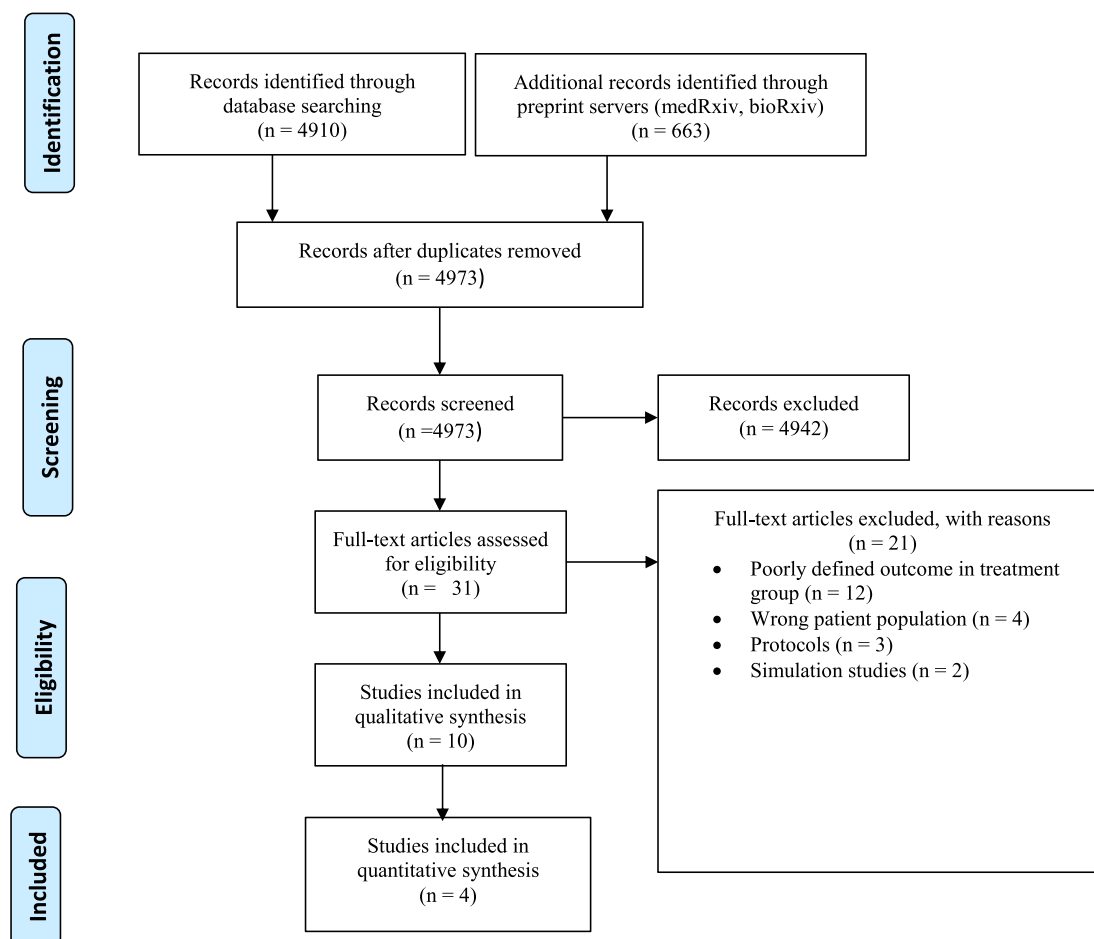 Identification
Records identified through
database searching
(n = 4910)
Additional records identified through
preprint servers (medRxiv, bioRxiv)
(n = 663)
Records after duplicates removed
(n = 4973)
Screening
Records screened
(n =4973)
Records excluded
(n = 4942)
Full-text articles assessed
for eligibility
(n = 31)
Full-text articles excluded, with reasons
(n = 21)
• Poorly defined outcome in treatment
group (n = 12)
• Wrong patient population (n = 4)
• Protocols (n = 3)
• Simulation studies (n = 2)
Eligibility
Studies included in
qualitative synthesis
(n = 10)
Included
Studies included in
quantitative synthesis
(n = 4)